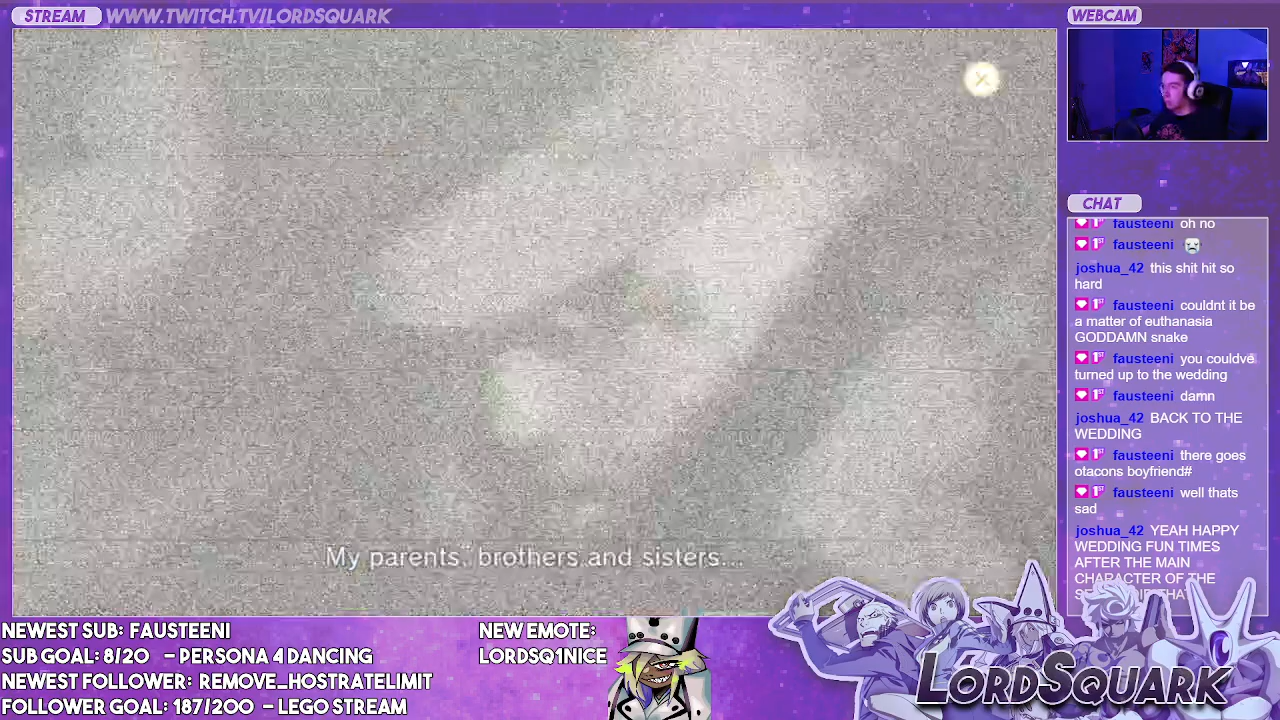 STREAM WWW.TWITCH.TV/LORDSQUARK
WEBCAM
CHAT
fausteeni oh no
fausteeni
joshua_42 this shit hit so
hard
fausteeni couldnt it be
a matter of euthanasia
GODDAMN snake
fausteeni you couldve
turned up to the wedding
fausteeni damn
joshua_42 BACK TO THE
WEDDING
fausteeni there goes
otacons boyfriend#
fausteeni well thats
sad
joshua_42 YEAH HAPPY
WEDDING FUN TIMES
AFTER THE MAIN
CHARACTER OF THE
My parents, brothers and sisters...
NEWEST SUB: FAUSTEENI
SUB GOAL: 8/20 - PERSONA 4 DANCING
NEWEST FOLLOWER: REMOVE_HOSTRATELIMIT
FOLLOWER GOAL: 187/200 - LEGO STREAM
NEW EMOTE:
LORDSQ1NICE
LORDSQUARK